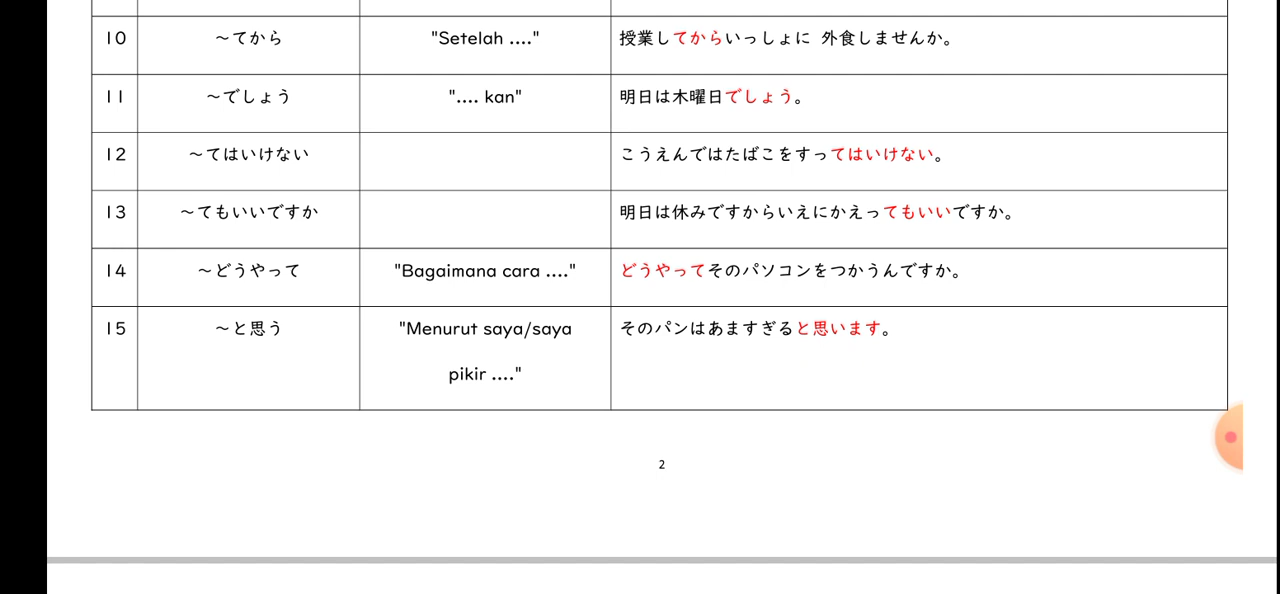 10 ～てから "Setelah ...." 授業してからいっしょに 外食しませんか。
11 ～でしょう ".... kan" 明日は木曜日でしょう。
12 ～てはいけない こうえんではたばこをすってはいけない。
13 ～てもいいですか 明日は休みですからいえにかえってもいいですか。
14 ～どうやって "Bagaimana cara ...." どうやってそのパソコンをつかうんですか。
15 ～と思う "Menurut saya/saya そのパンはあますぎると思います。
pikir ...."
2